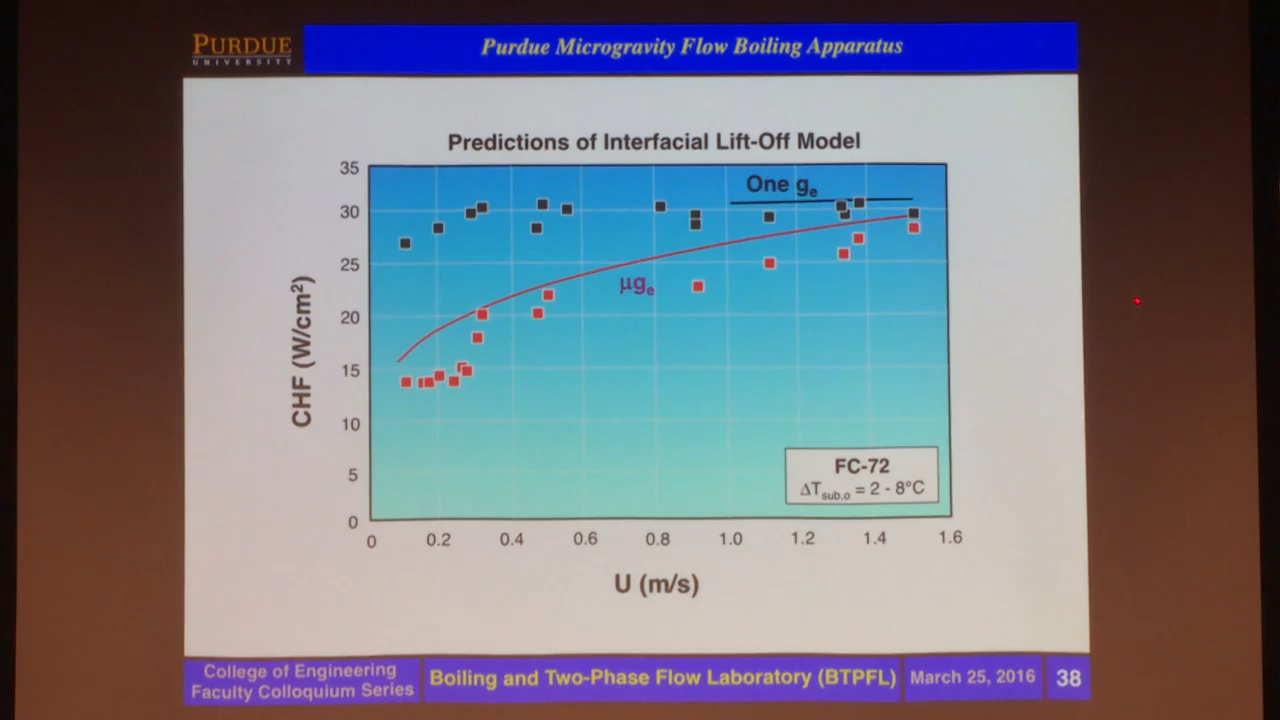 PURDUE
UNIVERSITY
Purdue Microgravity Flow Boiling Apparatus
Predictions of Interfacial Lift-Off Model
35
30
25
20
15
10
5
0
CHF (W/cm²)
One gₑ
µgₑ
FC-72
ΔTsub,o = 2 - 8°C
0 0.2 0.4 0.6 0.8 1.0 1.2 1.4 1.6
U (m/s)
College of Engineering
Faculty Colloquium Series
Boiling and Two-Phase Flow Laboratory (BTPFL)
March 25, 2016
38